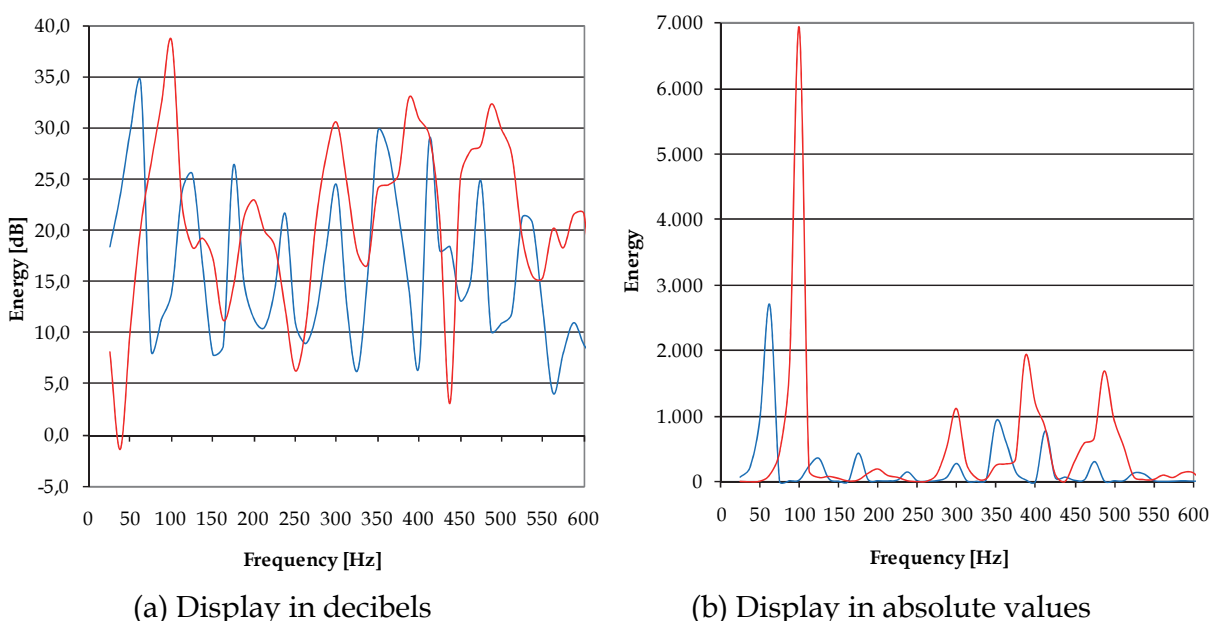 40,0
35,0
30,0
25,0
20,0
15,0
10,0
5,0
0,0
-5,0
Energy [dB]
0 50 100 150 200 250 300 350 400 450 500 550 600
Frequency [Hz]
(a) Display in decibels
7.000
6.000
5.000
4.000
3.000
2.000
1.000
0
Energy
0 50 100 150 200 250 300 350 400 450 500 550 600
Frequency [Hz]
(b) Display in absolute values